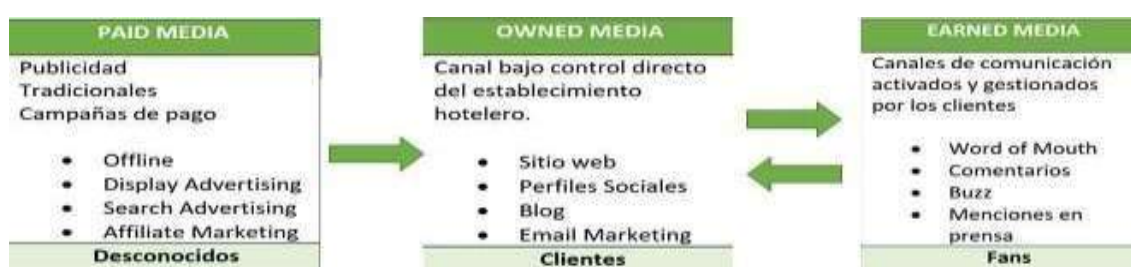 PAID MEDIA
Publicidad
Tradicionales
Campañas de pago
• Offline
• Display Advertising
• Search Advertising
• Affiliate Marketing
Desconocidos
OWNED MEDIA
Canal bajo control directo
del establecimiento
hotelero.
• Sitio web
• Perfiles Sociales
• Blog
• Email Marketing
Clientes
EARNED MEDIA
Canales de comunicación
activados y gestionados
por los clientes
• Word of Mouth
• Comentarios
• Buzz
• Menciones en
prensa
Fans